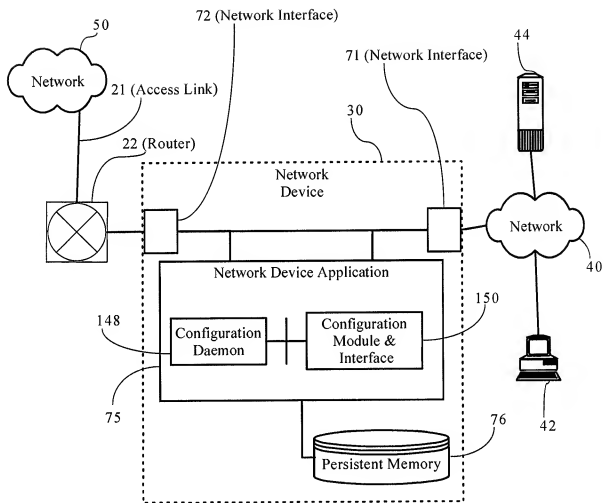 50
72 (Network Interface)
44
Network
71 (Network Interface)
21 (Access Link)
30
22 (Router)
Network
Device
Network
40
Network Device Application
148
Configuration
Daemon
Configuration
Module &
Interface
150
75
42
76
Persistent Memory